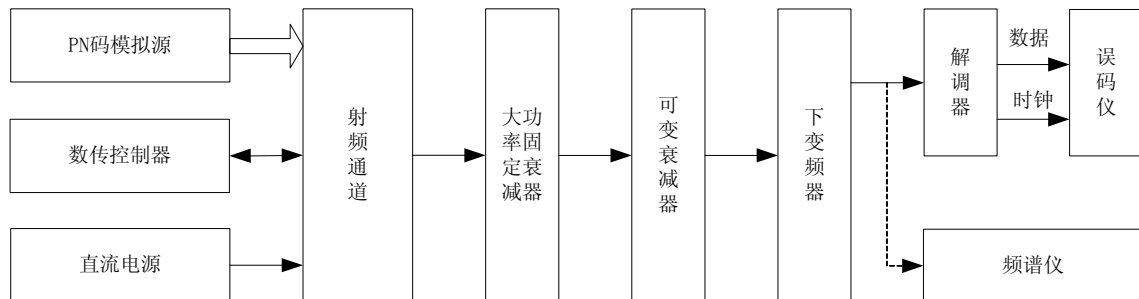 PN码模拟源
数传控制器
直流电源
射频通道
大功率固定衰减器
可变衰减器
下变频器
解调器
数据
时钟
误码仪
频谱仪